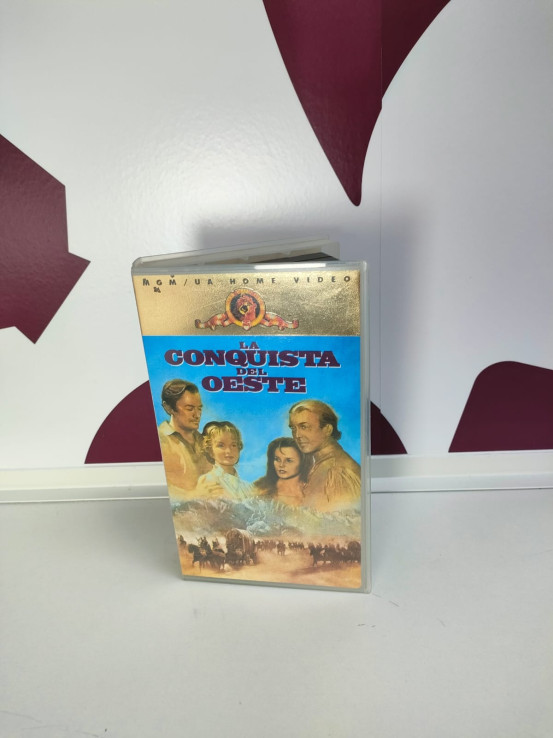 MGM/UA HOME VIDEO
LA
CONQUISTA
DEL
OESTE